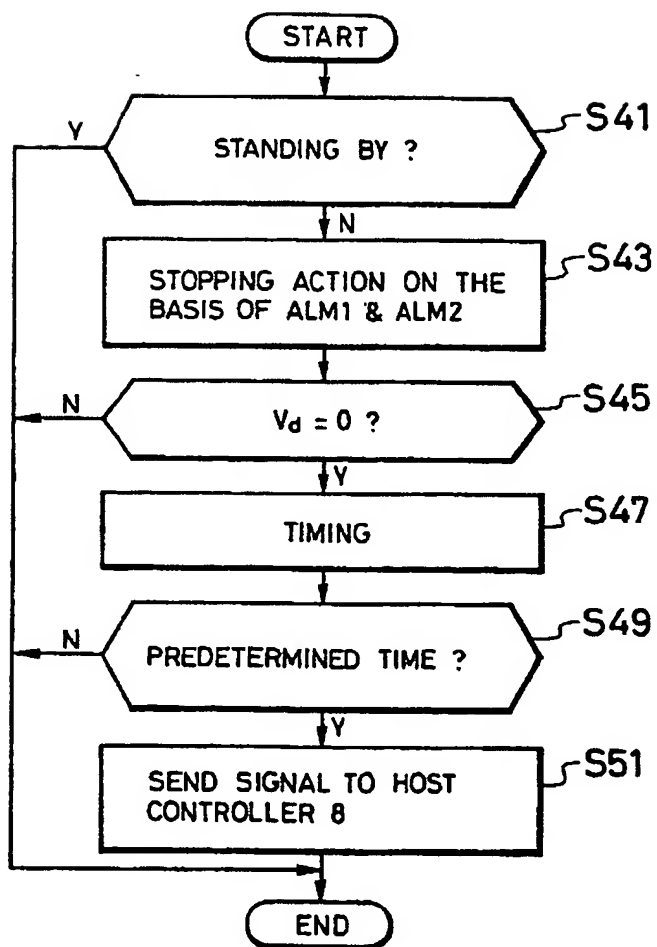 START
S41
Y
STANDING BY ?
N
S43
STOPPING ACTION ON THE
BASIS OF ALM1 & ALM2
S45
N
Vd = 0 ?
Y
S47
TIMING
S49
N
PREDETERMINED TIME ?
Y
S51
SEND SIGNAL TO HOST
CONTROLLER 8
END